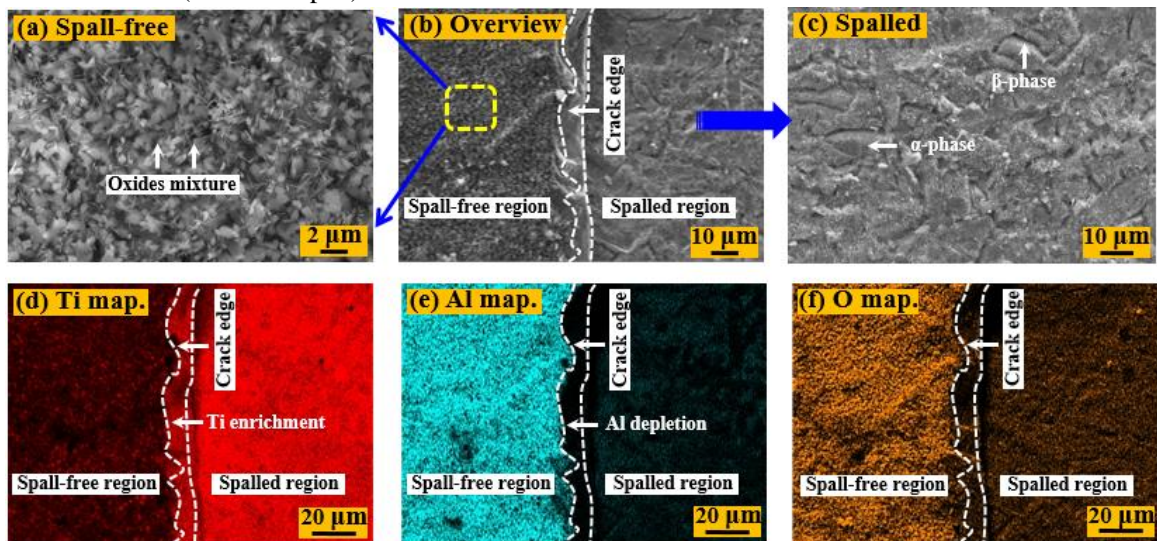 (a) Spall-free
Oxides mixture
2 µm
(b) Overview
Crack edge
Spall-free region
Spalled region
10 µm
(c) Spalled
β-phase
α-phase
10 µm
(d) Ti map.
Crack edge
Ti enrichment
Spall-free region
Spalled region
20 µm
(e) Al map.
Crack edge
Al depletion
Spall-free region
Spalled region
20 µm
(f) O map.
Crack edge
Spall-free region
Spalled region
20 µm